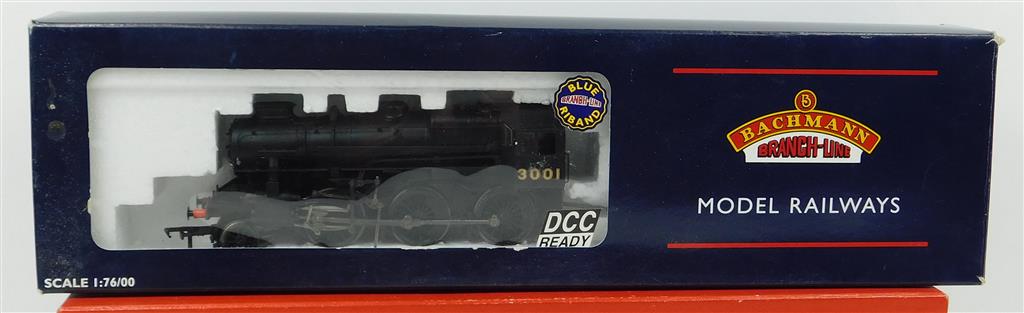 BLUE
BRANCH-LINE
RIBAND
3001
DCC
READY
SCALE 1:76/00
B
BACHMANN
BRANCH-LINE
MODEL RAILWAYS